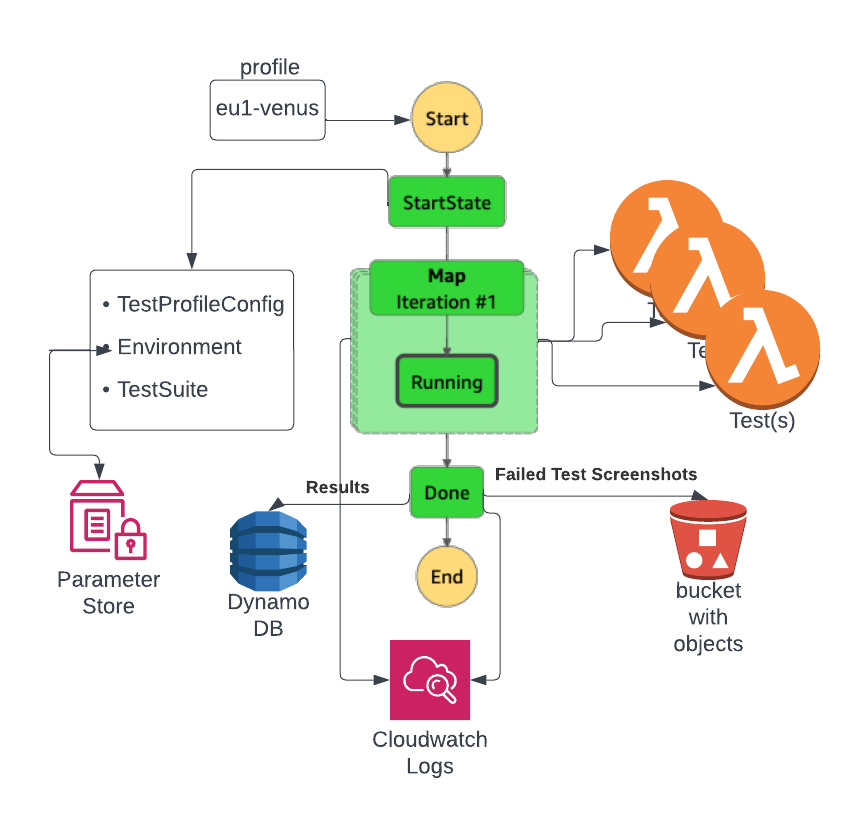 profile
eu1-venus
Start
StartState
Map
Iteration #1
• TestProfileConfig
• Environment
• TestSuite
Running
Te
Test(s)
Results
Done
Failed Test Screenshots
End
Parameter
Store
Dynamo
DB
bucket
with
objects
Cloudwatch
Logs